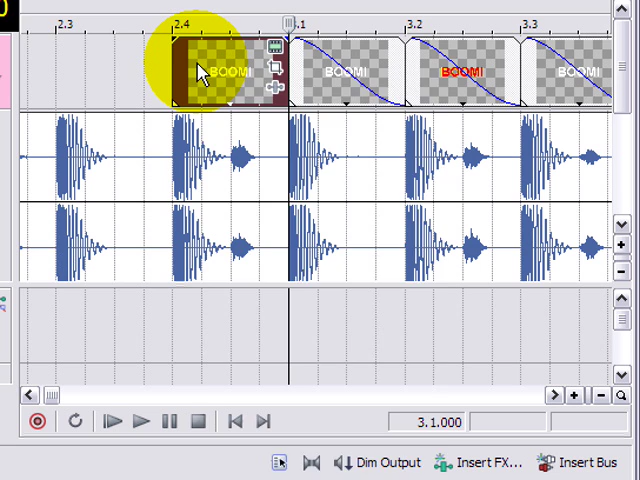 0
2.3 2.4 .1 3.2 3.3
BOOM! BOOM! BOOM! BOOM!
3.1.000
Dim Output Insert FX... Insert Bus